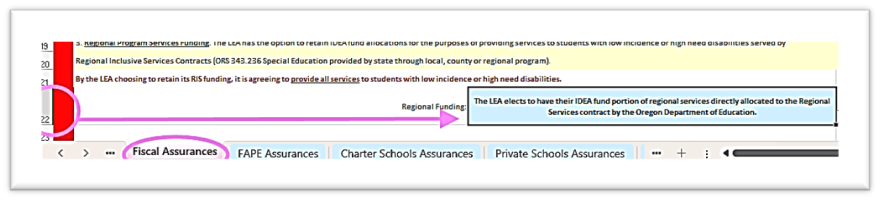 19
3. Regional Program Services Funding. The LEA has the option to retain IDEA fund allocations for the purposes of providing services to students with low incidence or high need disabilities served by
20
Regional Inclusive Services Contracts (ORS 343.236 Special Education provided by state through local, county or regional program).
21
By the LEA choosing to retain its RIS funding, it is agreeing to provide all services to students with low incidence or high need disabilities.
Regional Funding:
The LEA elects to have their IDEA fund portion of regional services directly allocated to the Regional
Services contract by the Oregon Department of Education.
22
23
< > ••• Fiscal Assurances FAPE Assurances Charter Schools Assurances Private Schools Assurances ••• + :